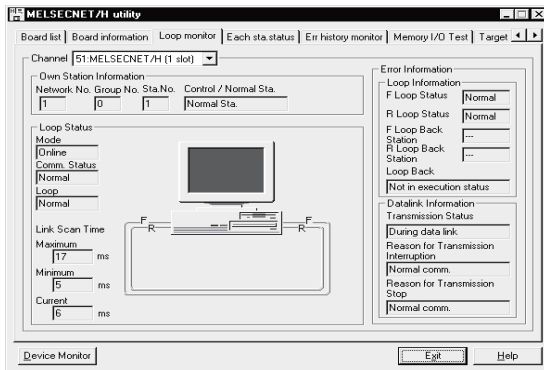 MELSECNET/H utility
Board list Board information Loop monitor Each sta.status Err history monitor Memory I/O Test Target
Channel 51:MELSECNET/H (1 slot)
Own Station Information
Network No. Group No. Sta.No. Control / Normal Sta.
1 0 1 Normal Sta.
Loop Status
Mode
Online
Comm. Status
Normal
Loop
Normal
Link Scan Time
Maximum
17 ms
Minimum
5 ms
Current
6 ms
F R
F R
Error Information
Loop Information
F Loop Status Normal
R Loop Status Normal
F Loop Back
Station ---
R Loop Back
Station ---
Loop Back
Not in execution status
Datalink Information
Transmission Status
During data link
Reason for Transmission
Interruption
Normal comm.
Reason for Transmission
Stop
Normal comm.
Device Monitor Exit Help